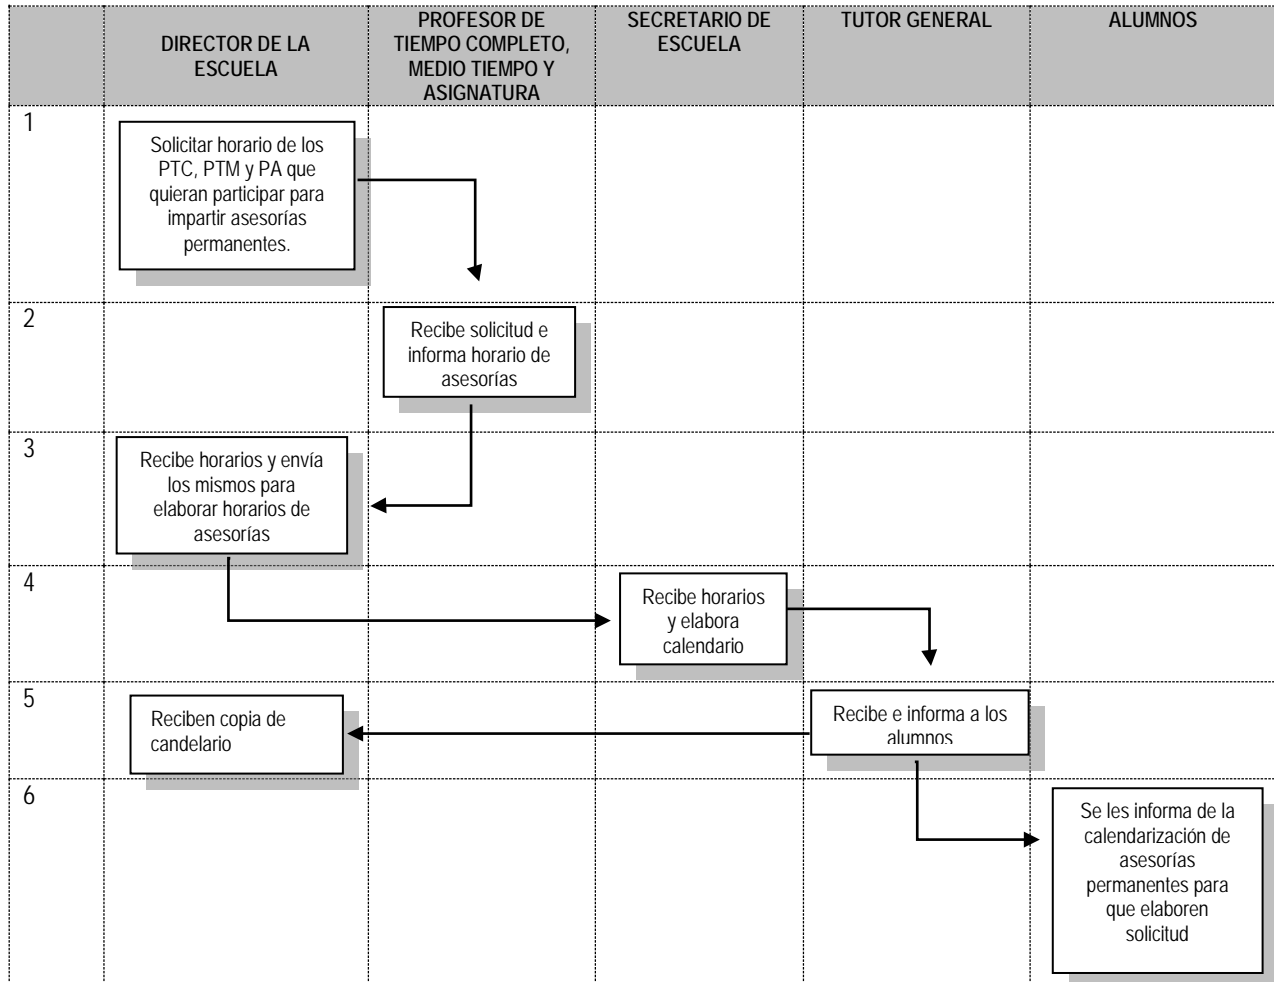 DIRECTOR DE LA
ESCUELA
PROFESOR DE
TIEMPO COMPLETO,
MEDIO TIEMPO Y
ASIGNATURA
SECRETARIO DE
ESCUELA
TUTOR GENERAL
ALUMNOS
1
Solicitar horario de los
PTC, PTM y PA que
quieran participar para
impartir asesorías
permanentes.
2
Recibe solicitud e
informa horario de
asesorías
3
Recibe horarios y envía
los mismos para
elaborar horarios de
asesorías
4
Recibe horarios
y elabora
calendario
5
Reciben copia de
candelario
Recibe e informa a los
alumnos
6
Se les informa de la
calendarización de
asesorías
permanentes para
que elaboren
solicitud